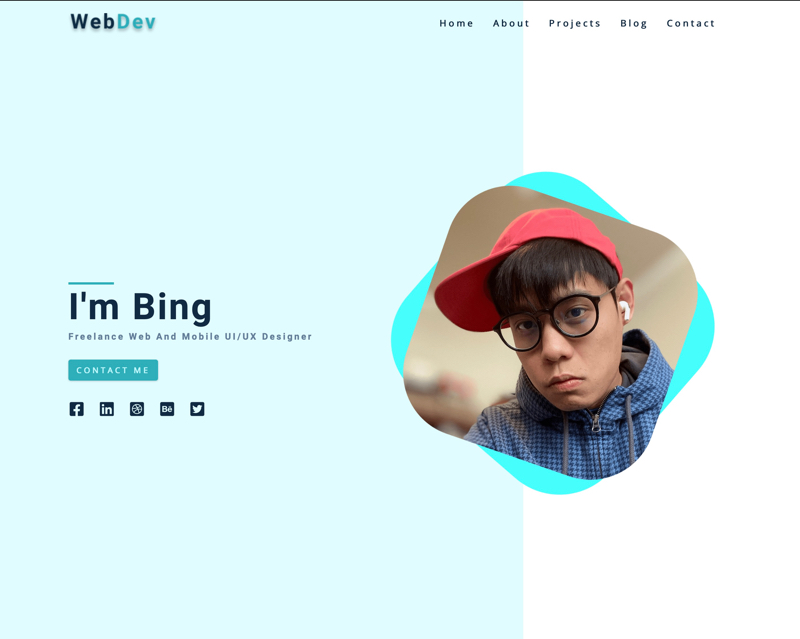 WebDev
Home About Projects Blog Contact
I'm Bing
Freelance Web And Mobile UI/UX Designer
CONTACT ME
Bē